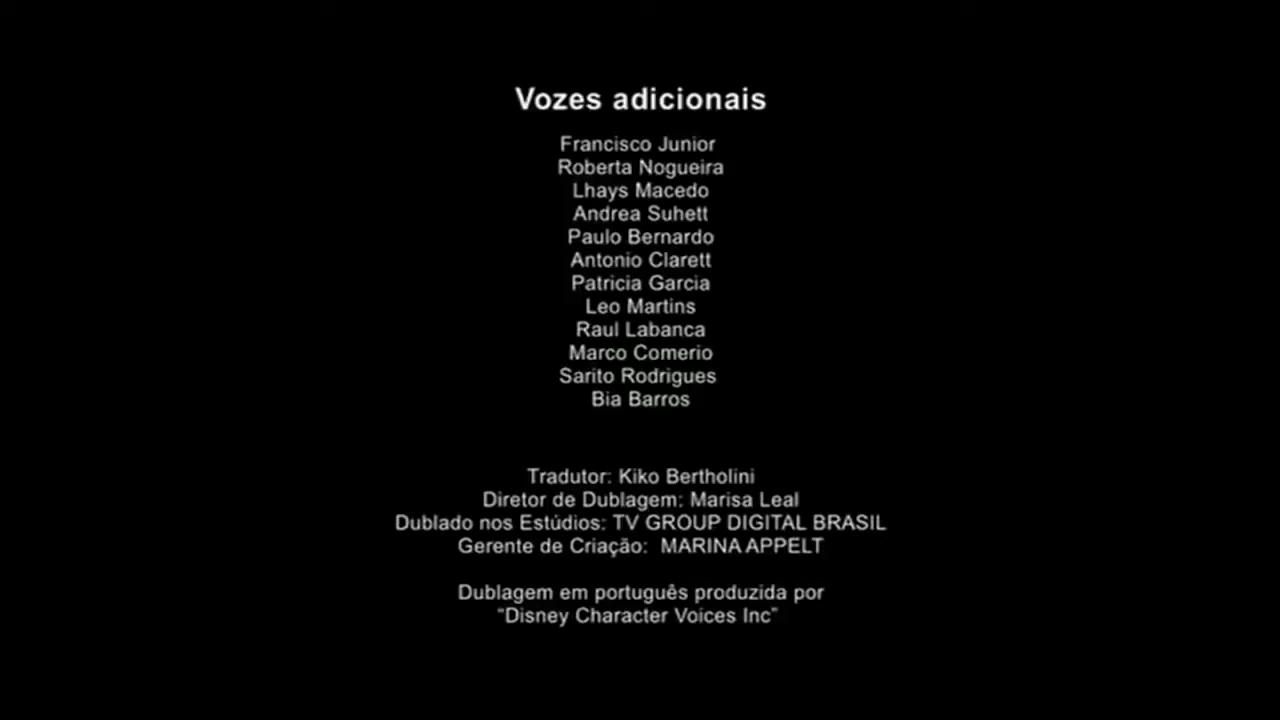 Vozes adicionais
Francisco Junior
Roberta Nogueira
Lhays Macedo
Andrea Suhett
Paulo Bernardo
Antonio Clarett
Patricia Garcia
Leo Martins
Raul Labanca
Marco Comerio
Sarito Rodrigues
Bia Barros
Tradutor: Kiko Bertholini
Diretor de Dublagem: Marisa Leal
Dublado nos Estúdios: TV GROUP DIGITAL BRASIL
Gerente de Criação: MARINA APPELT
Dublagem em português produzida por
“Disney Character Voices Inc”